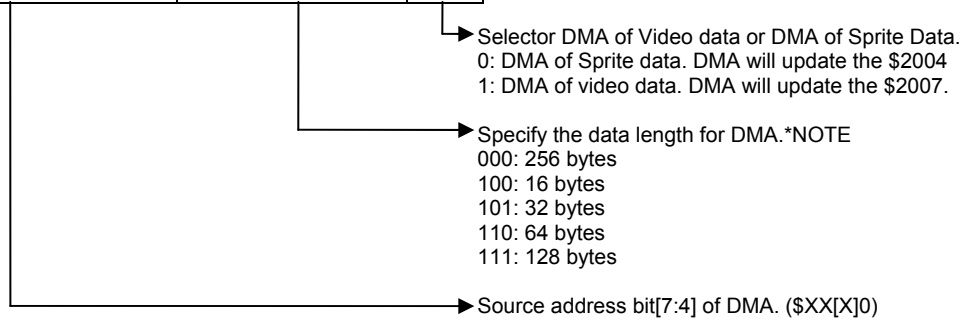 Selector DMA of Video data or DMA of Sprite Data.
0: DMA of Sprite data. DMA will update the $2004
1: DMA of video data. DMA will update the $2007.
Specify the data length for DMA.*NOTE
000: 256 bytes
100: 16 bytes
101: 32 bytes
110: 64 bytes
111: 128 bytes
Source address bit[7:4] of DMA. ($XX[X]0)